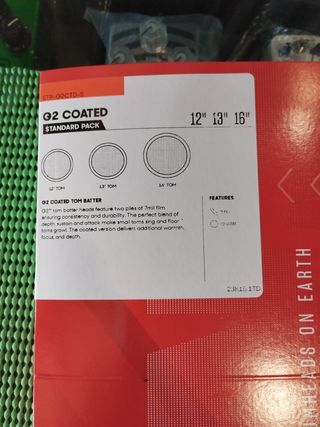 ETP-G2CTD-S
G2 COATED
STANDARD PACK
12" 13" 16"
12" TOM
13" TOM
16" TOM
G2 COATED TOM BATTER
G2™ tom batter heads feature two plies of 7mil film
ensuring consistency and durability. The perfect blend of
depth, sustain and attack make small toms sing and floor
toms growl. The coated version delivers additional warmth,
focus, and depth.
FEATURES
ON EARTH